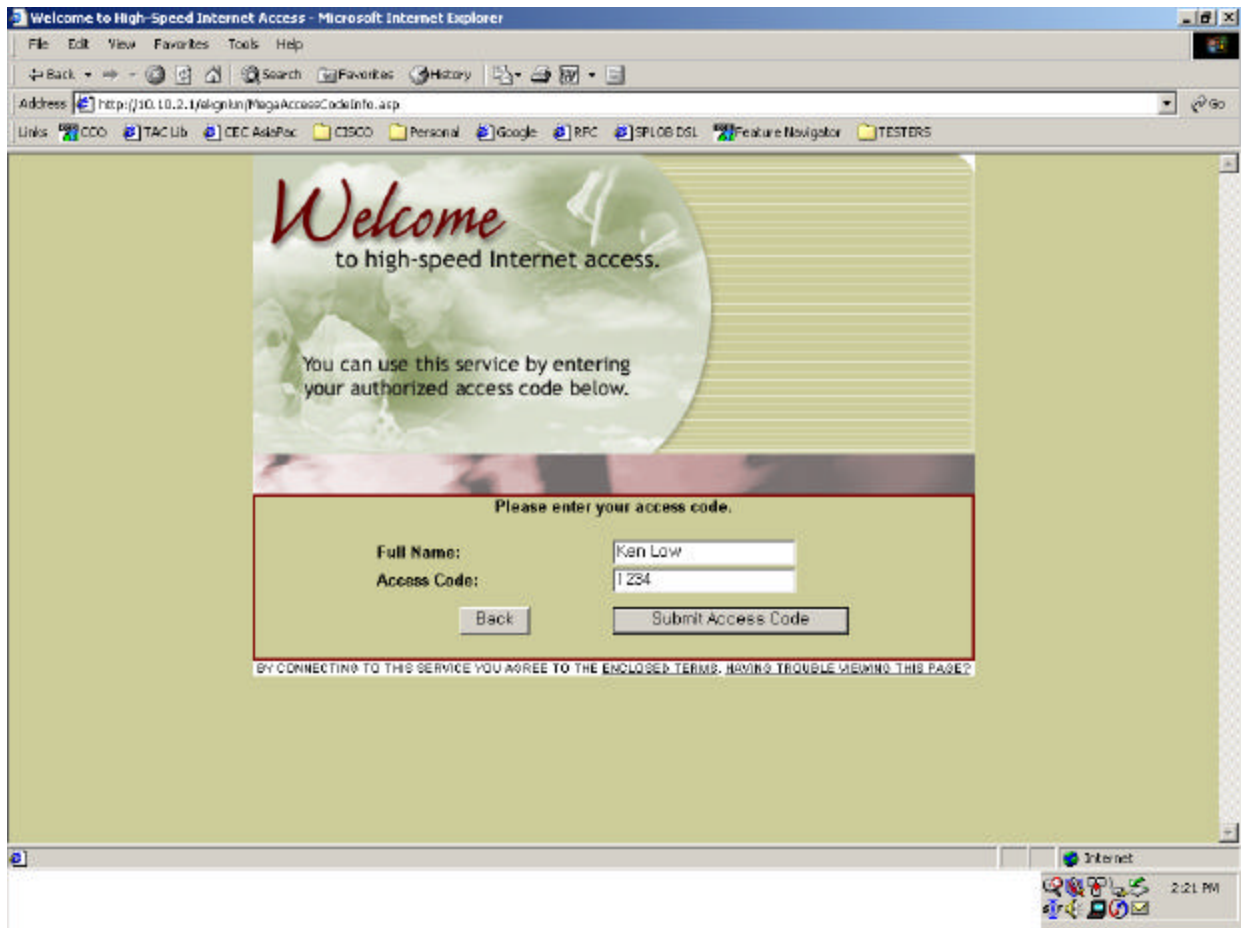 Welcome to High-Speed Internet Access - Microsoft Internet Explorer
File Edit View Favorites Tools Help
Back Search Favorites History
Address http://10.10.2.1/ MegaAccessCodeInfo.asp Go
Links CCO TAC Lib CEC AsiaPac CISCO Personal Google RFC SPLOB DSL Feature Navigator TESTERS
Welcome
to high-speed Internet access.
You can use this service by entering
your authorized access code below.
Please enter your access code.
Full Name: Ken Low
Access Code: 1234
Back Submit Access Code
BY CONNECTING TO THIS SERVICE YOU AGREE TO THE ENCLOSED TERMS. HAVING TROUBLE VIEWING THIS PAGE?
Internet
2:21 PM